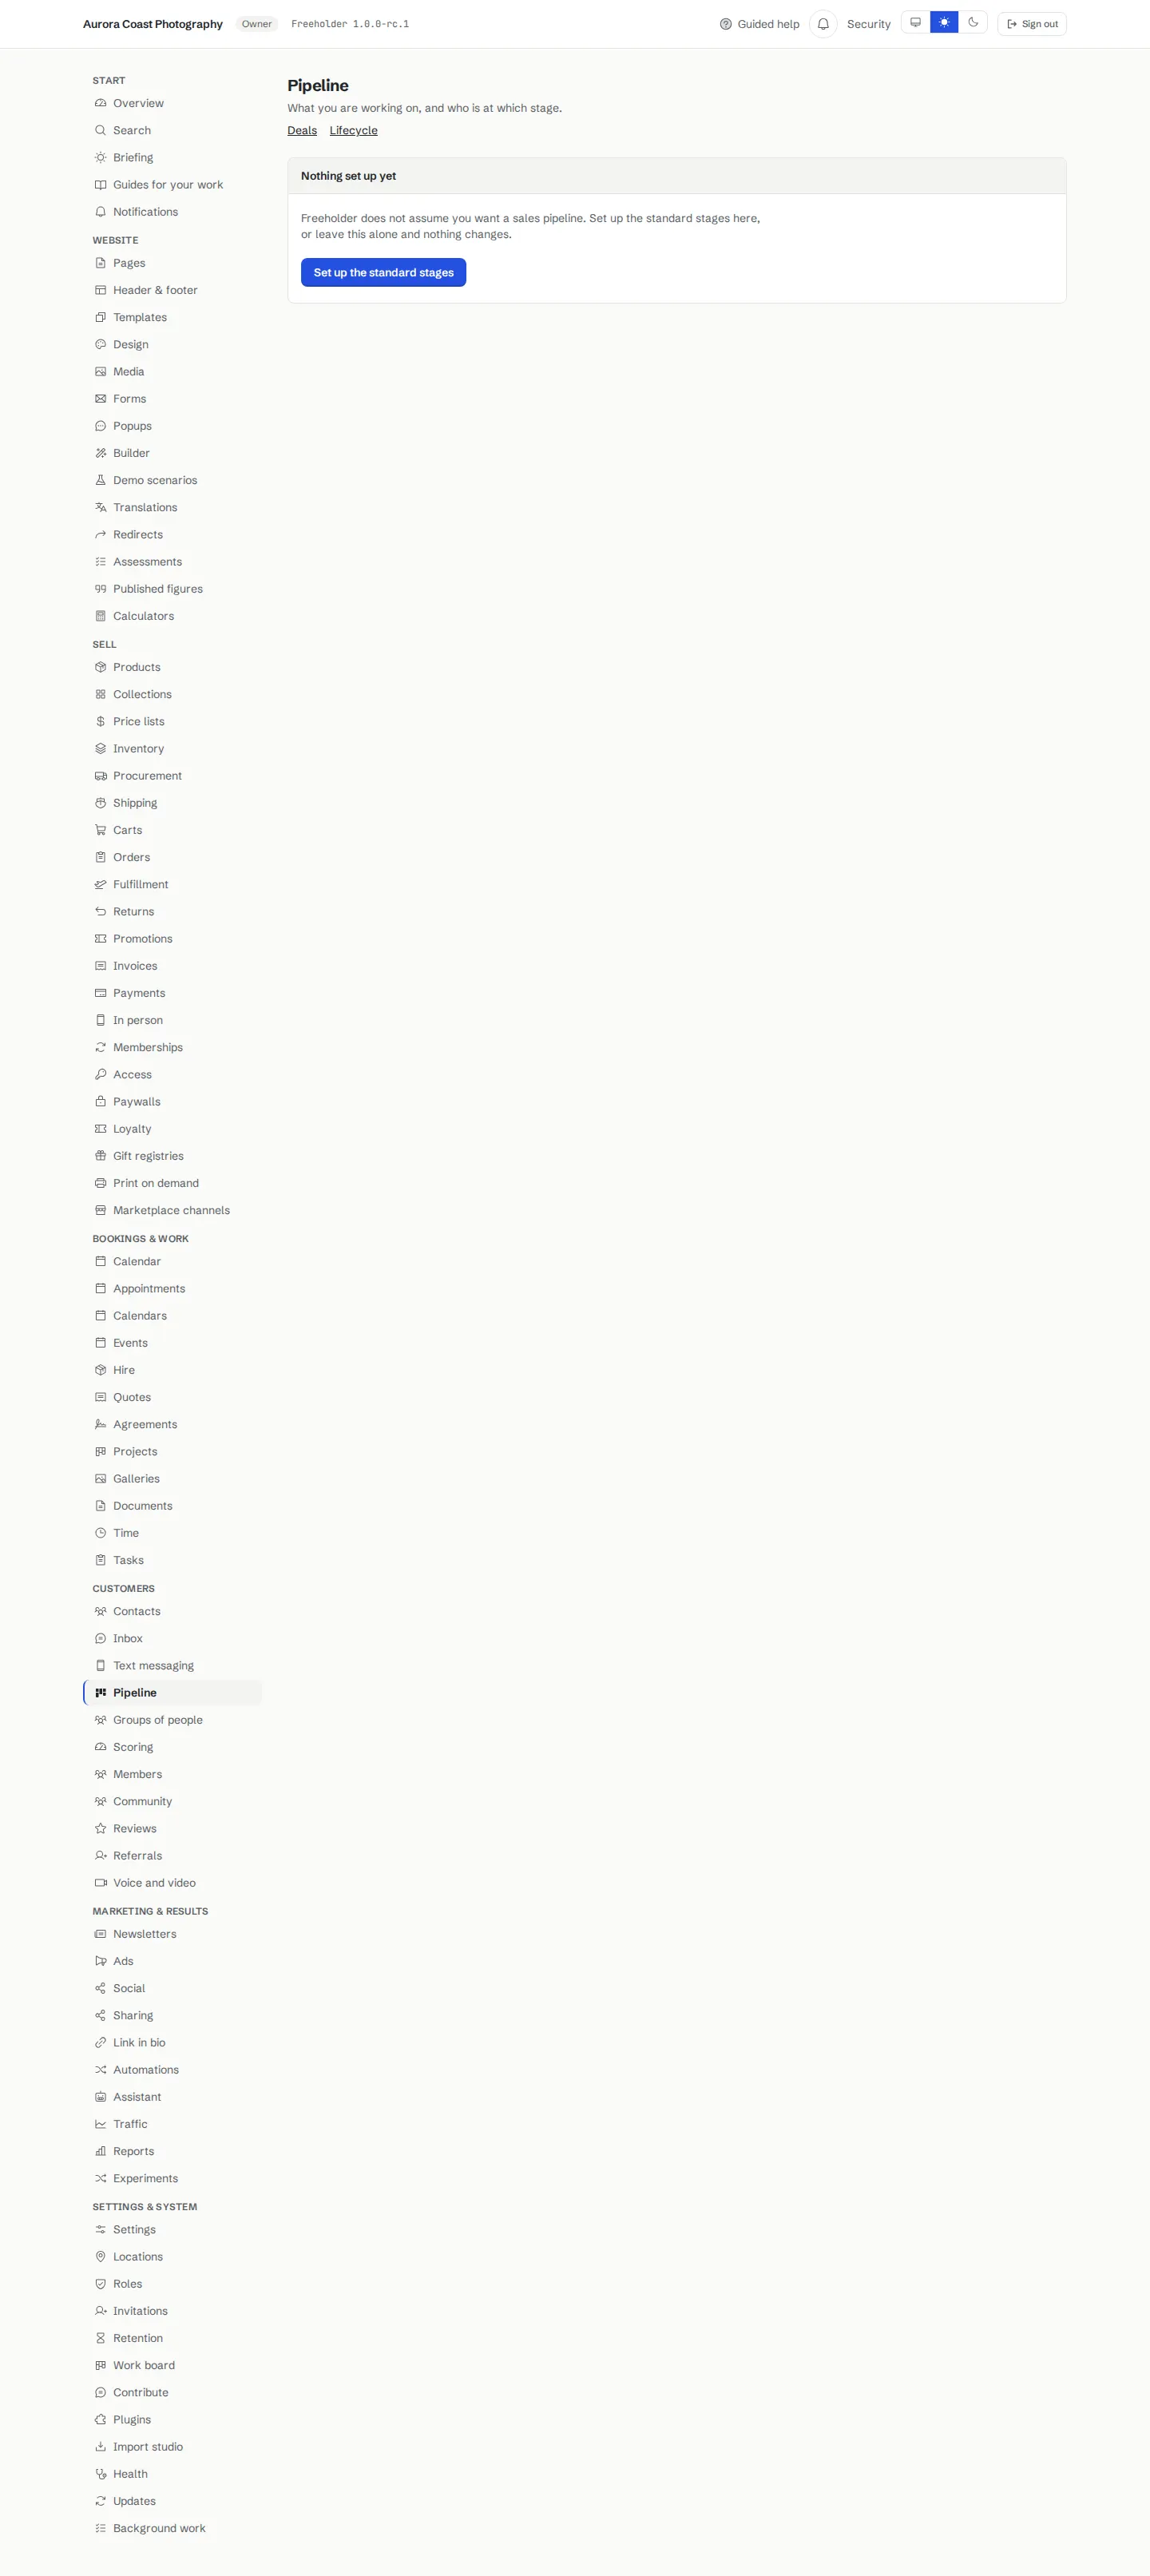 Aurora Coast Photography Owner Freeholder 1.0.0-rc.1 Guided help Security Sign out
START
Overview
Search
Briefing
Guides for your work
Notifications
WEBSITE
Pages
Header & footer
Templates
Design
Media
Forms
Popups
Builder
Demo scenarios
Translations
Redirects
Assessments
Published figures
Calculators
SELL
Products
Collections
Price lists
Inventory
Procurement
Shipping
Carts
Orders
Fulfillment
Returns
Promotions
Invoices
Payments
In person
Memberships
Access
Paywalls
Loyalty
Gift registries
Print on demand
Marketplace channels
BOOKINGS & WORK
Calendar
Appointments
Calendars
Events
Hire
Quotes
Agreements
Projects
Galleries
Documents
Time
Tasks
CUSTOMERS
Contacts
Inbox
Text messaging
Pipeline
Groups of people
Scoring
Members
Community
Reviews
Referrals
Voice and video
MARKETING & RESULTS
Newsletters
Ads
Social
Sharing
Link in bio
Automations
Assistant
Traffic
Reports
Experiments
SETTINGS & SYSTEM
Settings
Locations
Roles
Invitations
Retention
Work board
Contribute
Plugins
Import studio
Health
Updates
Background work
Pipeline
What you are working on, and who is at which stage.
Deals Lifecycle
Nothing set up yet
Freeholder does not assume you want a sales pipeline. Set up the standard stages here,
or leave this alone and nothing changes.
Set up the standard stages